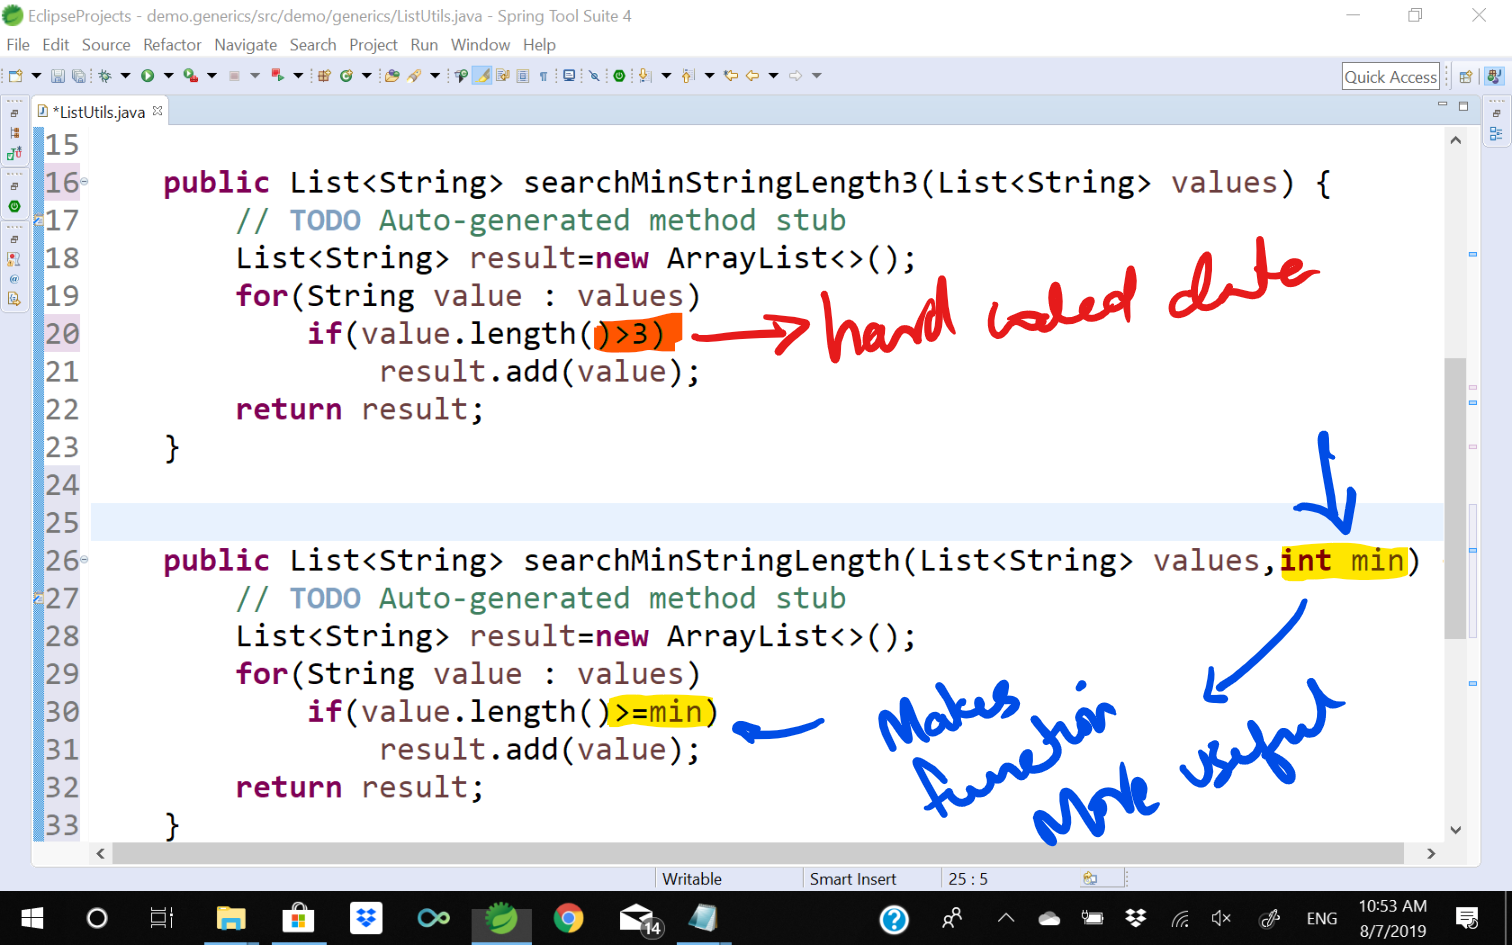 EclipseProjects - demo.generics/src/demo/generics/ListUtils.java - Spring Tool Suite 4
File Edit Source Refactor Navigate Search Project Run Window Help
Quick Access
*ListUtils.java
15
16 public List<String> searchMinStringLength3(List<String> values) {
17 // TODO Auto-generated method stub
18 List<String> result=new ArrayList<>();
19 for(String value : values)
20 if(value.length()>3) hard coded data
21 result.add(value);
22 return result;
23 }
24
25
26 public List<String> searchMinStringLength(List<String> values,int min)
27 // TODO Auto-generated method stub
28 List<String> result=new ArrayList<>();
29 for(String value : values)
30 if(value.length()>=min) Makes function More useful
31 result.add(value);
32 return result;
33 }
Writable Smart Insert 25 : 5
14 ENG 10:53 AM
8/7/2019